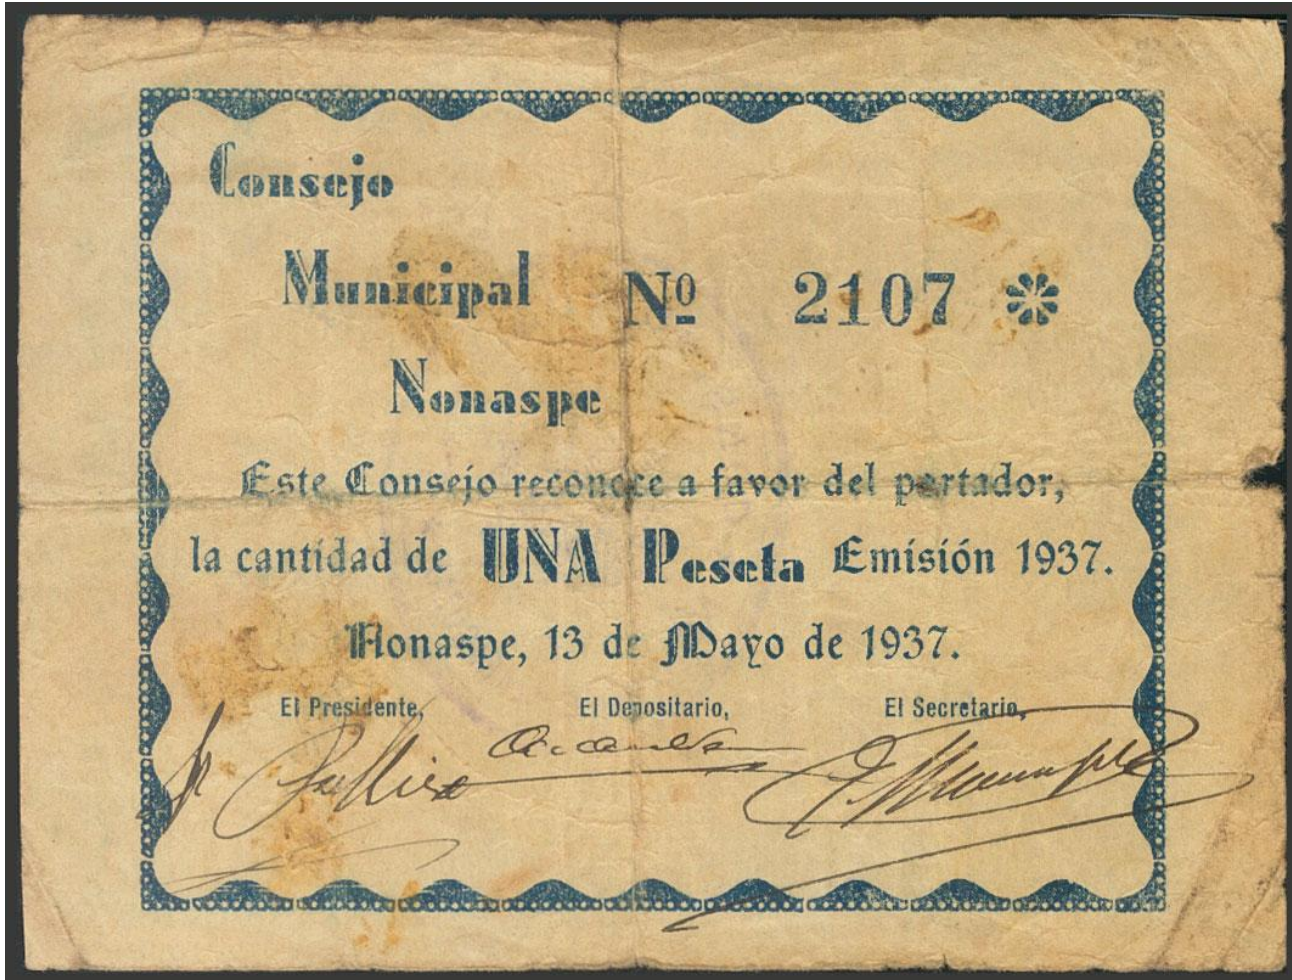 Consejo
Municipal Nº 2107
Nonaspe
Este Consejo reconoce a favor del portador,
la cantidad de UNA Peseta Emisión 1937.
Nonaspe, 13 de Mayo de 1937.
El Presidente, El Depositario, El Secretario,